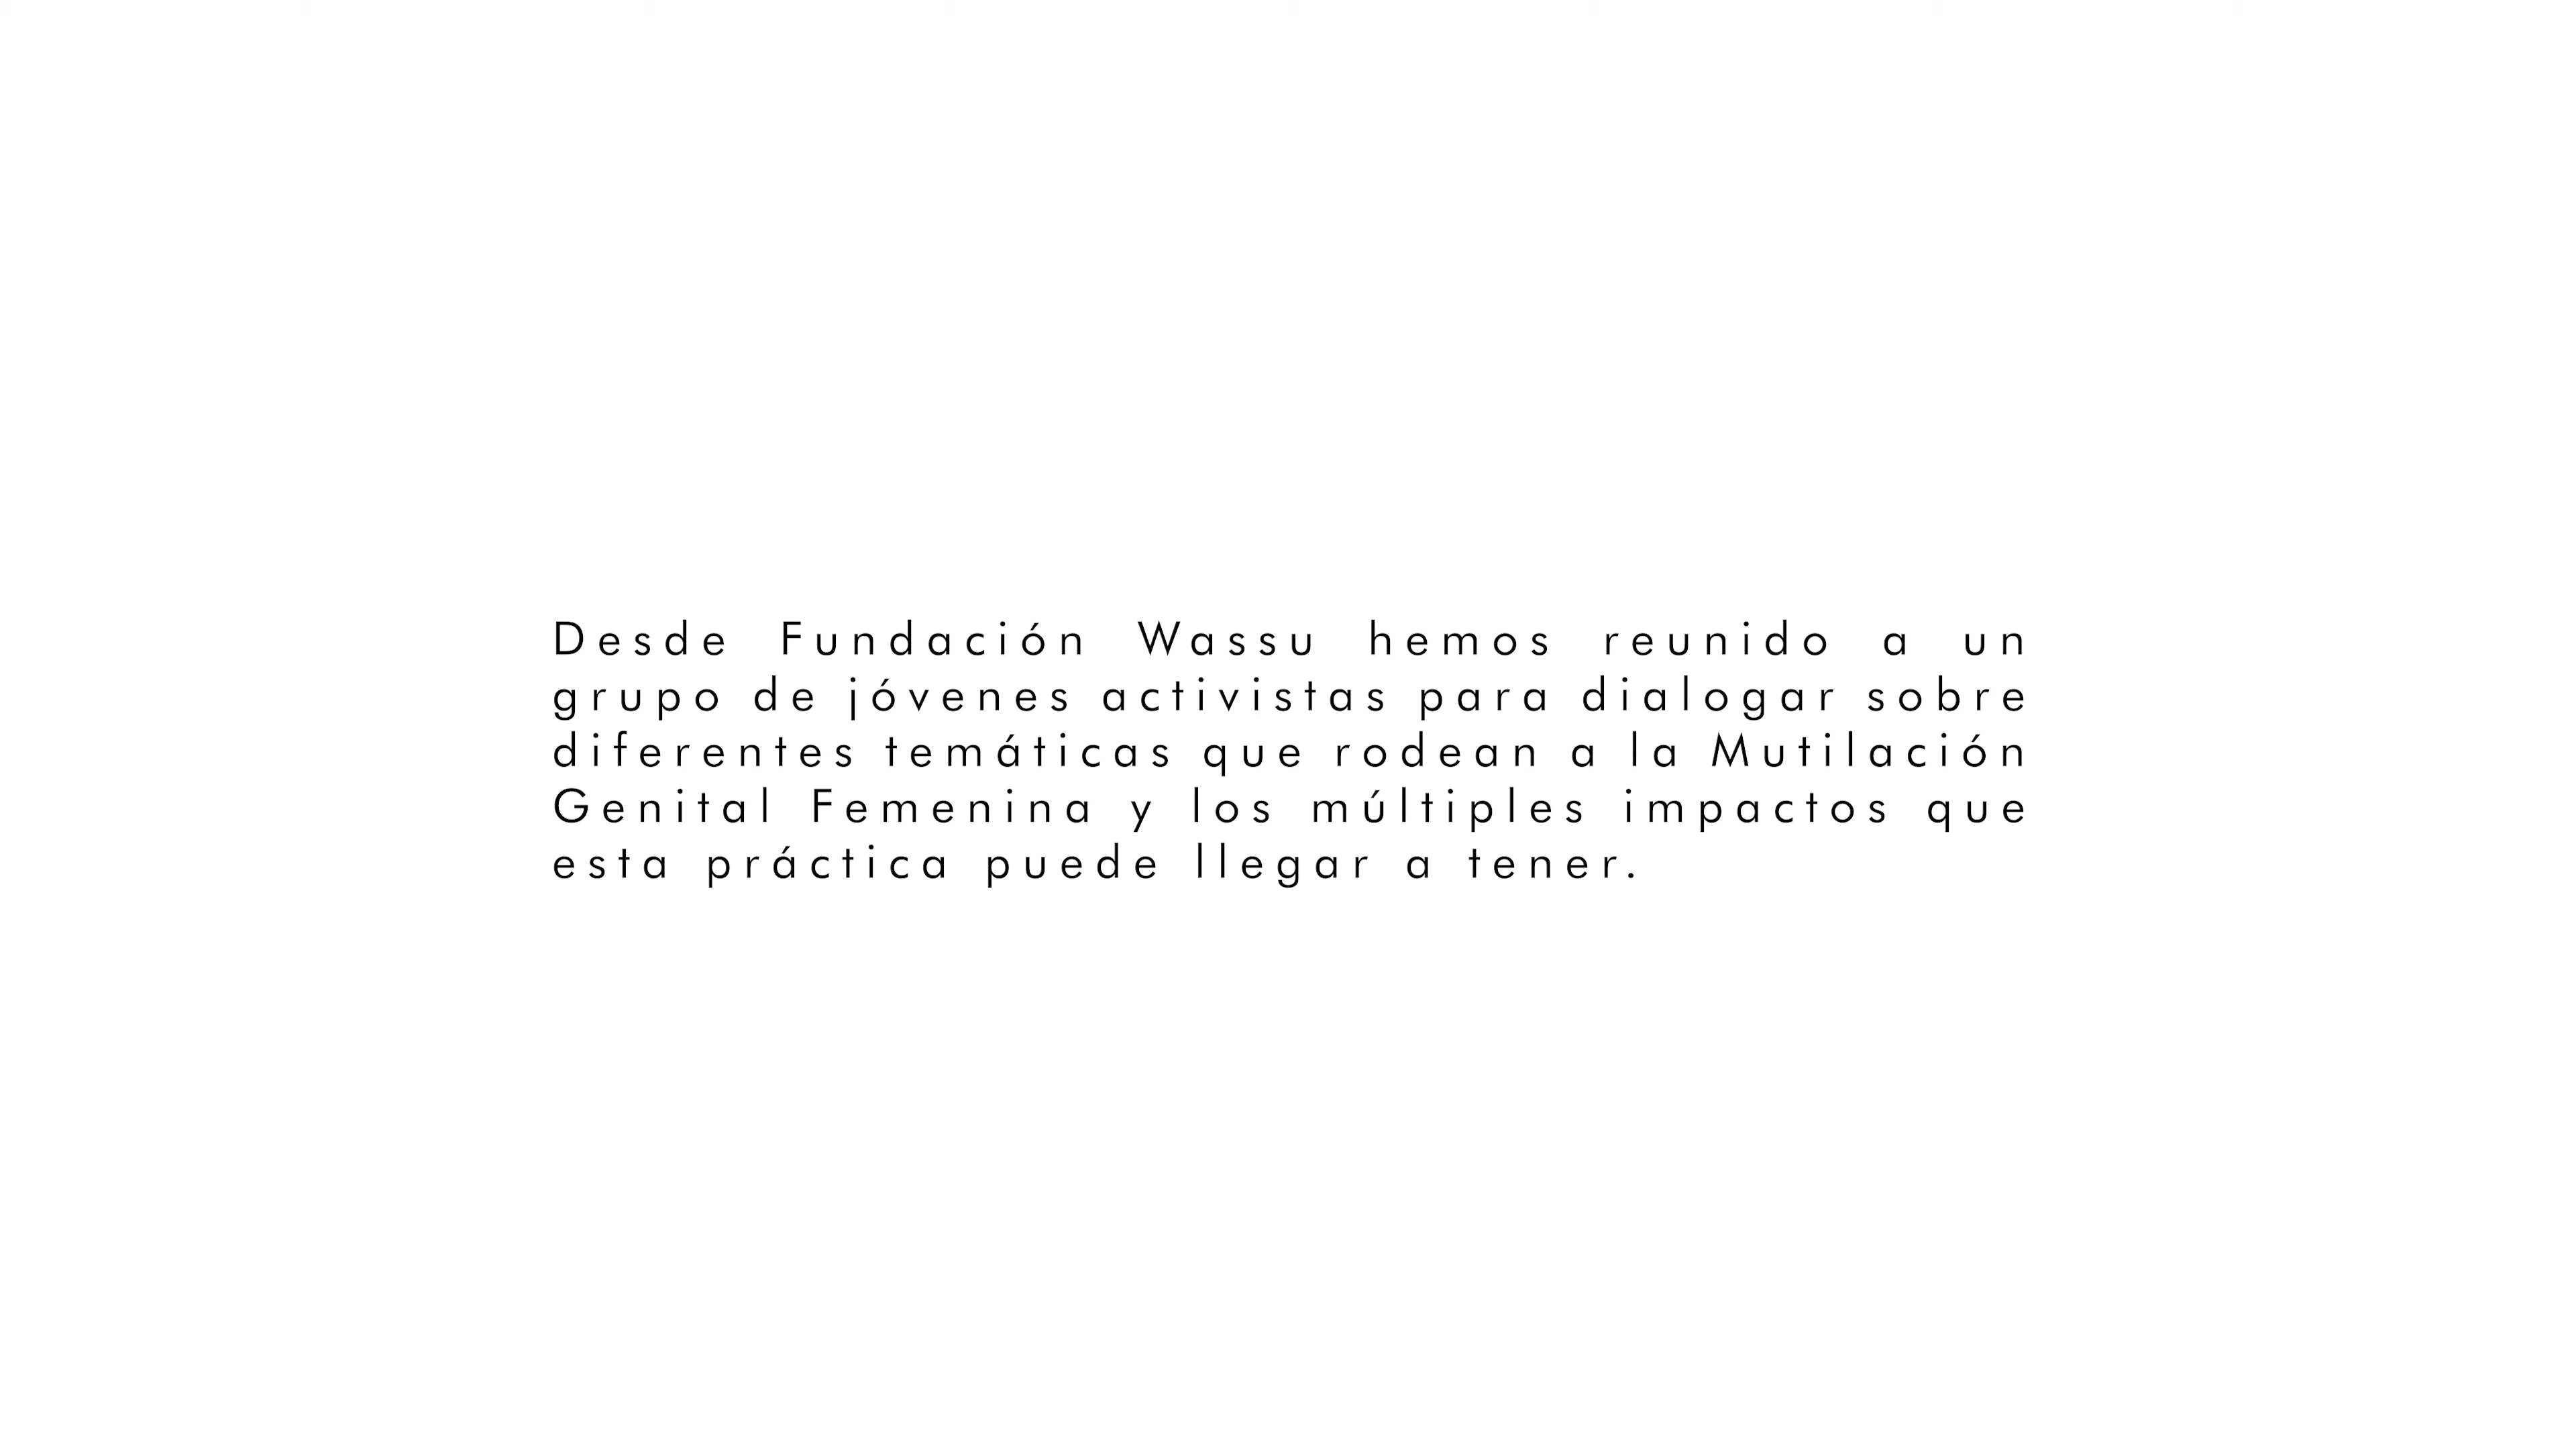 Desde Fundación Wassu hemos reunido a un
grupo de jóvenes activistas para dialogar sobre
diferentes temáticas que rodean a la Mutilación
Genital Femenina y los múltiples impactos que
esta práctica puede llegar a tener.